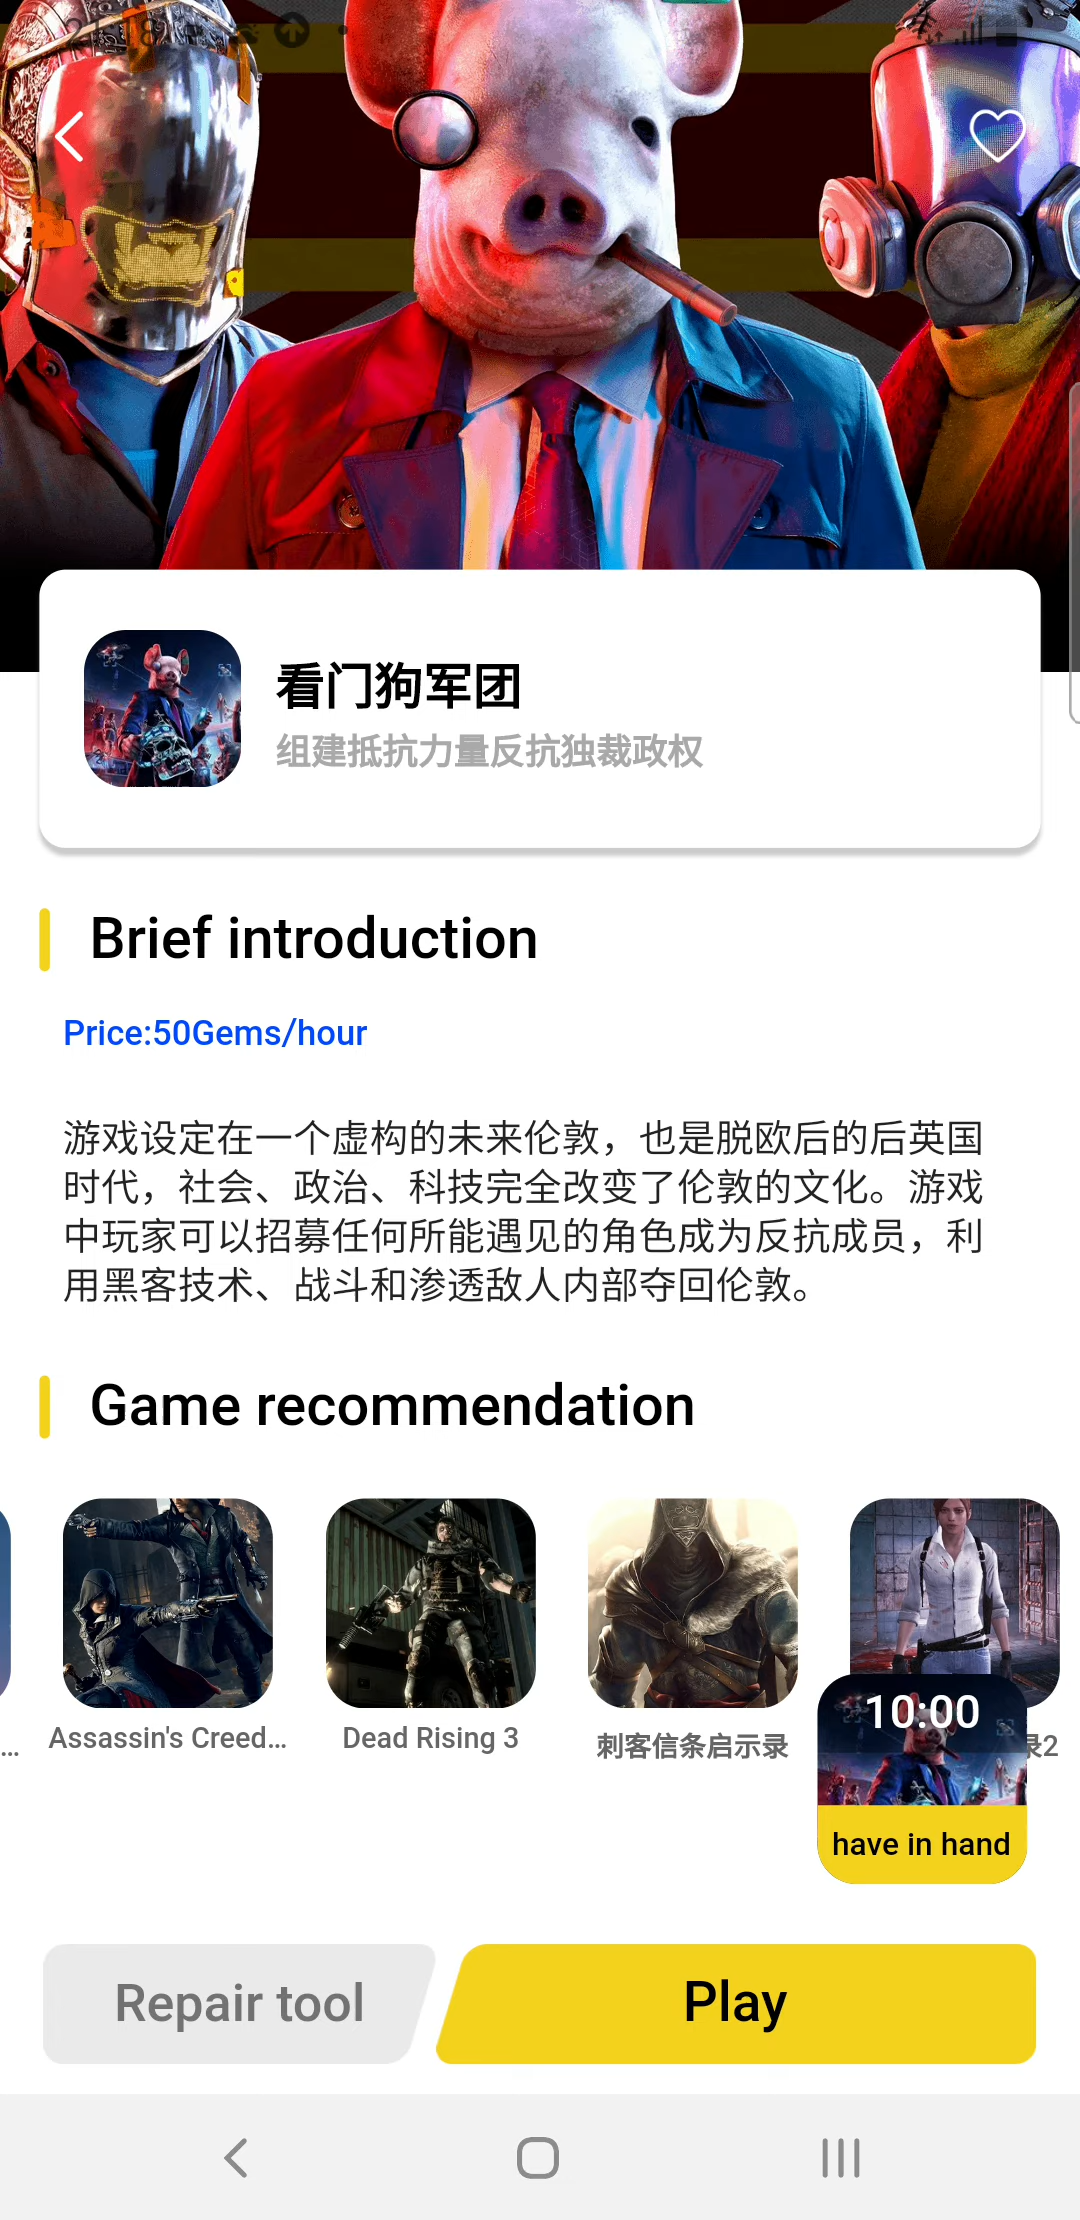 看门狗军团
组建抵抗力量反抗独裁政权
Brief introduction
Price:50Gems/hour
游戏设定在一个虚构的未来伦敦，也是脱欧后的后英国
时代，社会、政治、科技完全改变了伦敦的文化。游戏
中玩家可以招募任何所能遇见的角色成为反抗成员，利
用黑客技术、战斗和渗透敌人内部夺回伦敦。
Game recommendation
...
Assassin's Creed...
Dead Rising 3
刺客信条启示录
录2
10:00
have in hand
Repair tool
Play